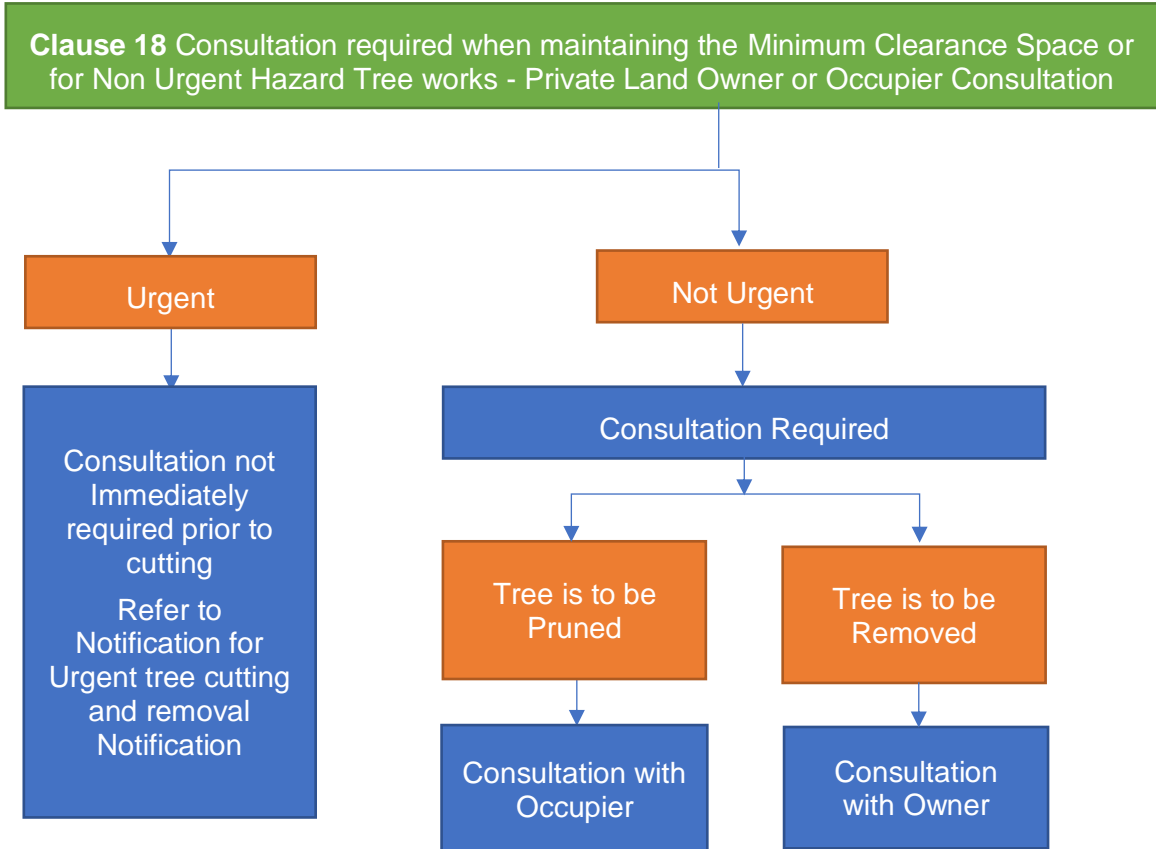 Clause 18 Consultation required when maintaining the Minimum Clearance Space or
for Non Urgent Hazard Tree works - Private Land Owner or Occupier Consultation
Urgent
Not Urgent
Consultation not
Immediately
required prior to
cutting
Refer to
Notification for
Urgent tree cutting
and removal
Notification
Consultation Required
Tree is to be
Pruned
Tree is to be
Removed
Consultation with
Occupier
Consultation
with Owner